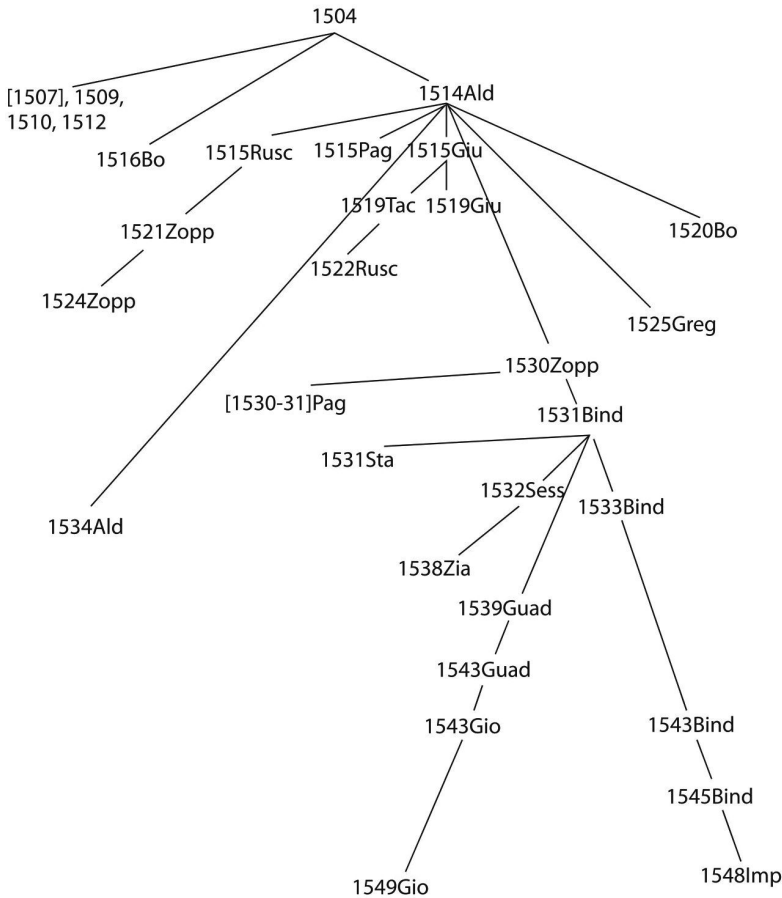 1504
[1507], 1509,
1510, 1512
1514Ald
1516Bo
1515Rusc
1515Pag
1515Giu
1519Tac
1519Giu
1521Zopp
1520Bo
1522Rusc
1524Zopp
1525Greg
1530Zopp
[1530-31]Pag
1531Bind
1531Sta
1532Sess
1533Bind
1534Ald
1538Zia
1539Guad
1543Guad
1543Gio
1543Bind
1545Bind
1548Imp
1549Gio